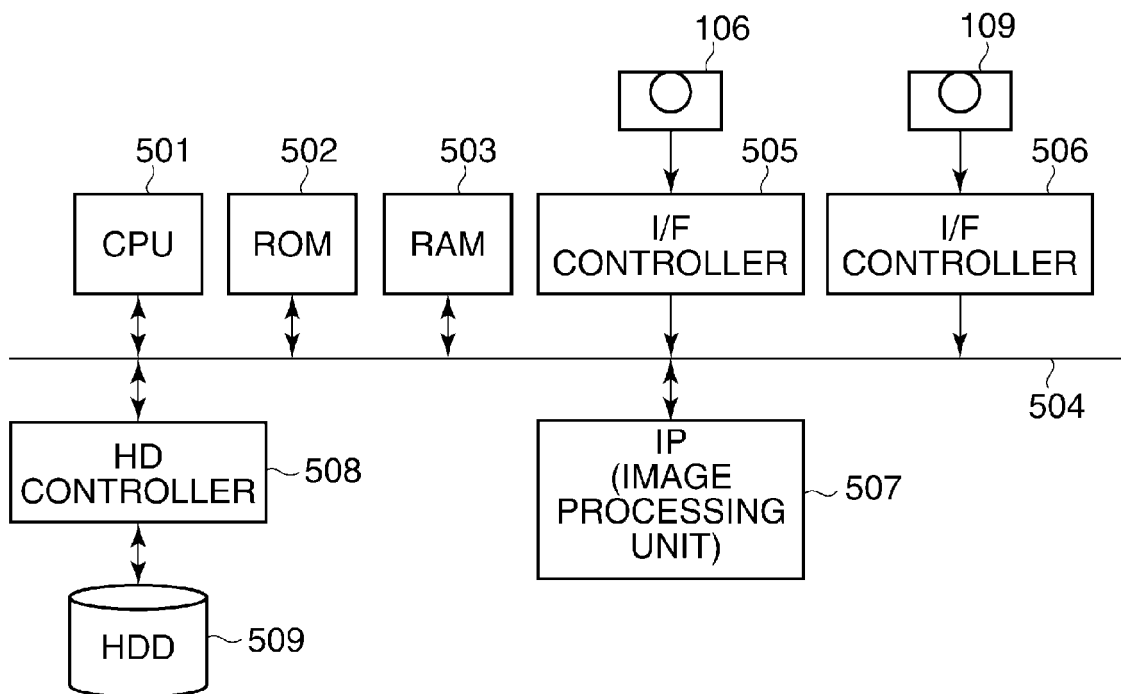 106
109
501
502
503
505
506
CPU
ROM
RAM
I/F
CONTROLLER
I/F
CONTROLLER
504
HD
CONTROLLER
508
IP
(IMAGE
PROCESSING
UNIT)
507
HDD
509